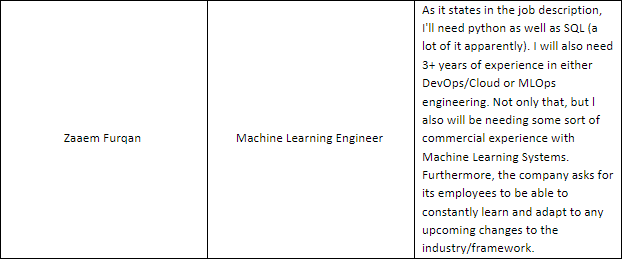 Zaaem Furqan
Machine Learning Engineer
As it states in the job description,
I'll need python as well as SQL (a
lot of it apparently). I will also need
3+ years of experience in either
DevOps/Cloud or MLOps
engineering. Not only that, but I
also will be needing some sort of
commercial experience with
Machine Learning Systems.
Furthermore, the company asks for
its employees to be able to
constantly learn and adapt to any
upcoming changes to the
industry/framework.